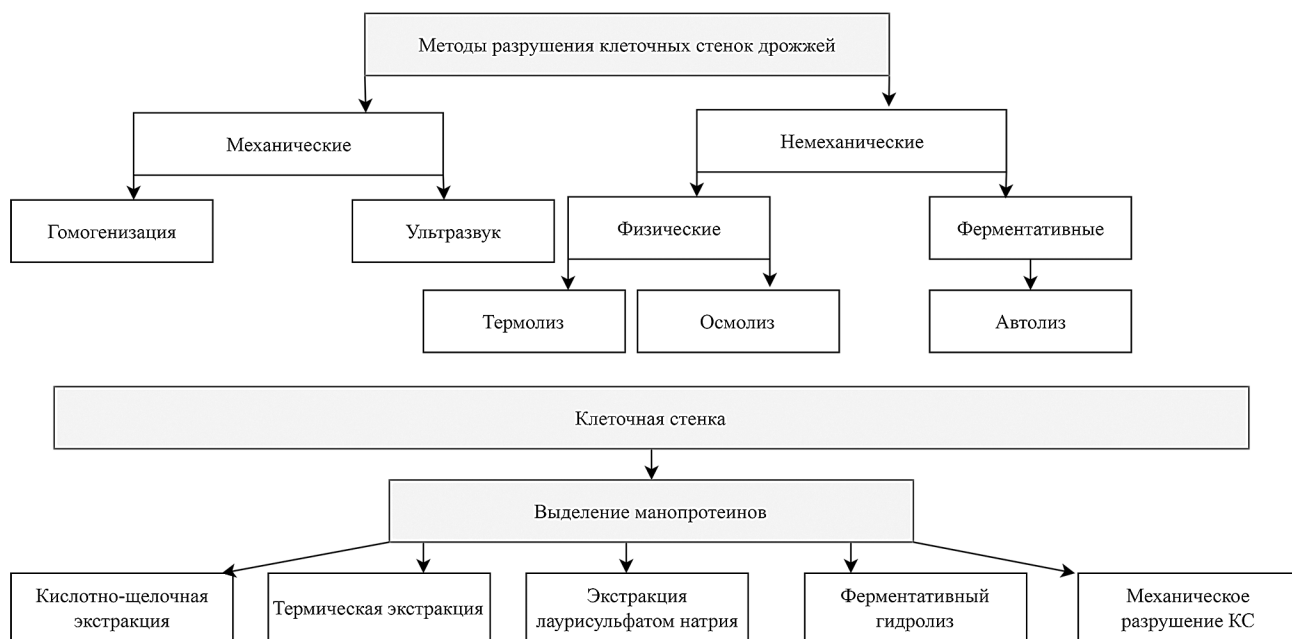 Методы разрушения клеточных стенок дрожжей
Механические
Немеханические
Гомогенизация
Ультразвук
Физические
Ферментативные
Термолиз
Осмолиз
Автолиз
Клеточная стенка
Выделение манопротеинов
Кислотно-щелочная
экстракция
Термическая экстракция
Экстракция
лаурисульфатом натрия
Ферментативный
гидролиз
Механическое
разрушение КС